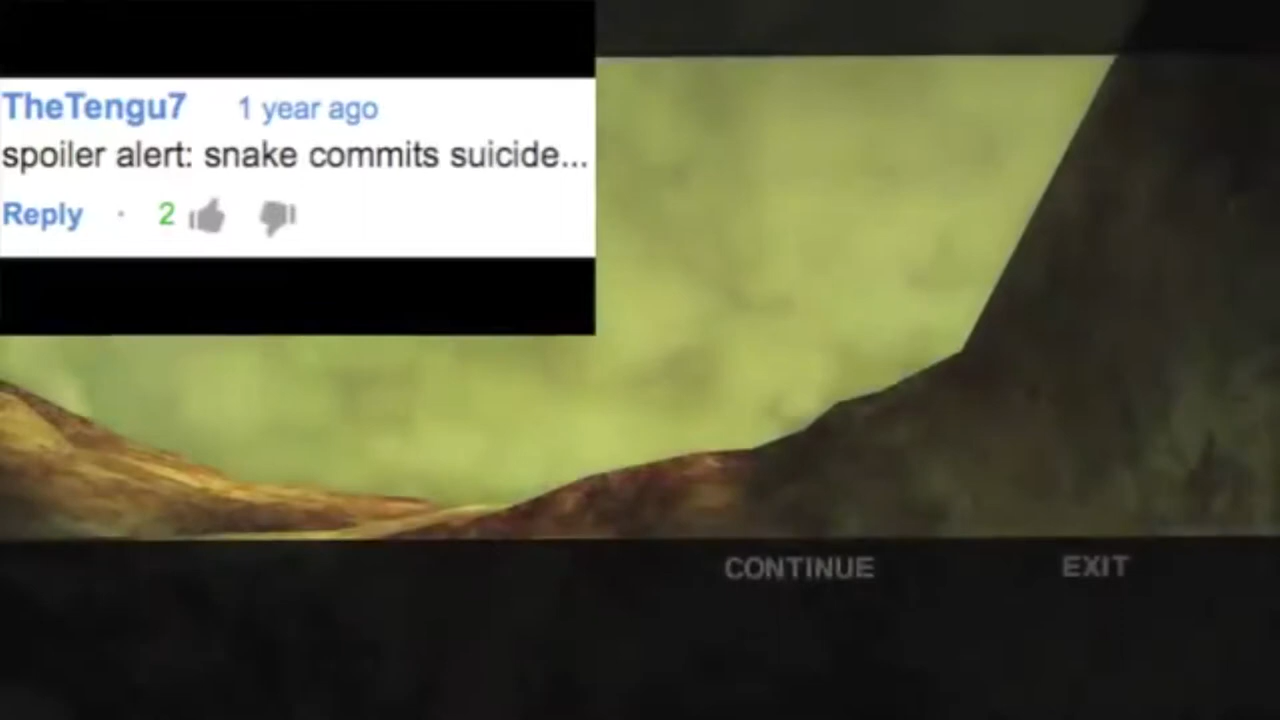 TheTengu7 1 year ago
spoiler alert: snake commits suicide...
Reply · 2
CONTINUE EXIT